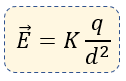 E⃗ = K q/d²